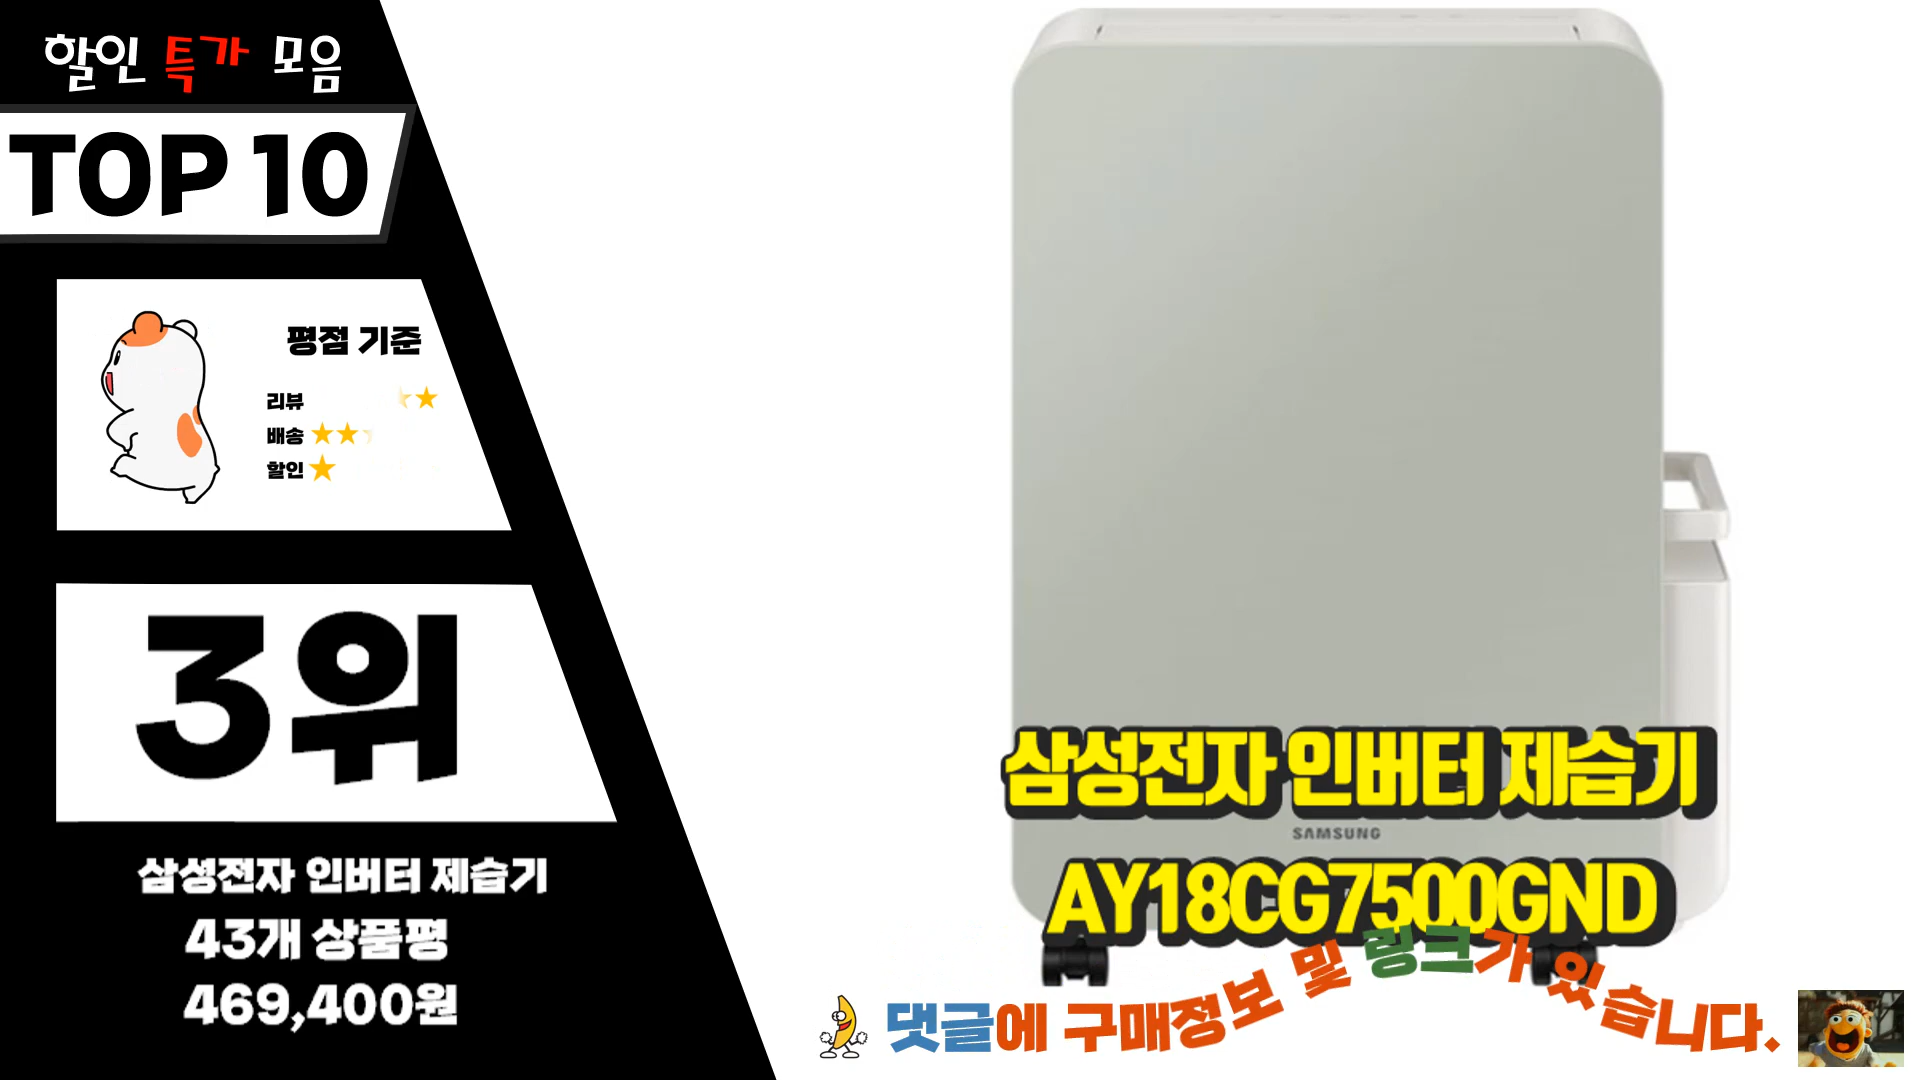 할인 특가 모음
TOP 10
평점 기준
리뷰
배송
할인
3위
삼성전자 인버터 제습기
43개 상품평
469,400원
삼성전자 인버터 제습기
SAMSUNG
AY18CG7500GND
댓글에 구매정보 및 링크가 있습니다.